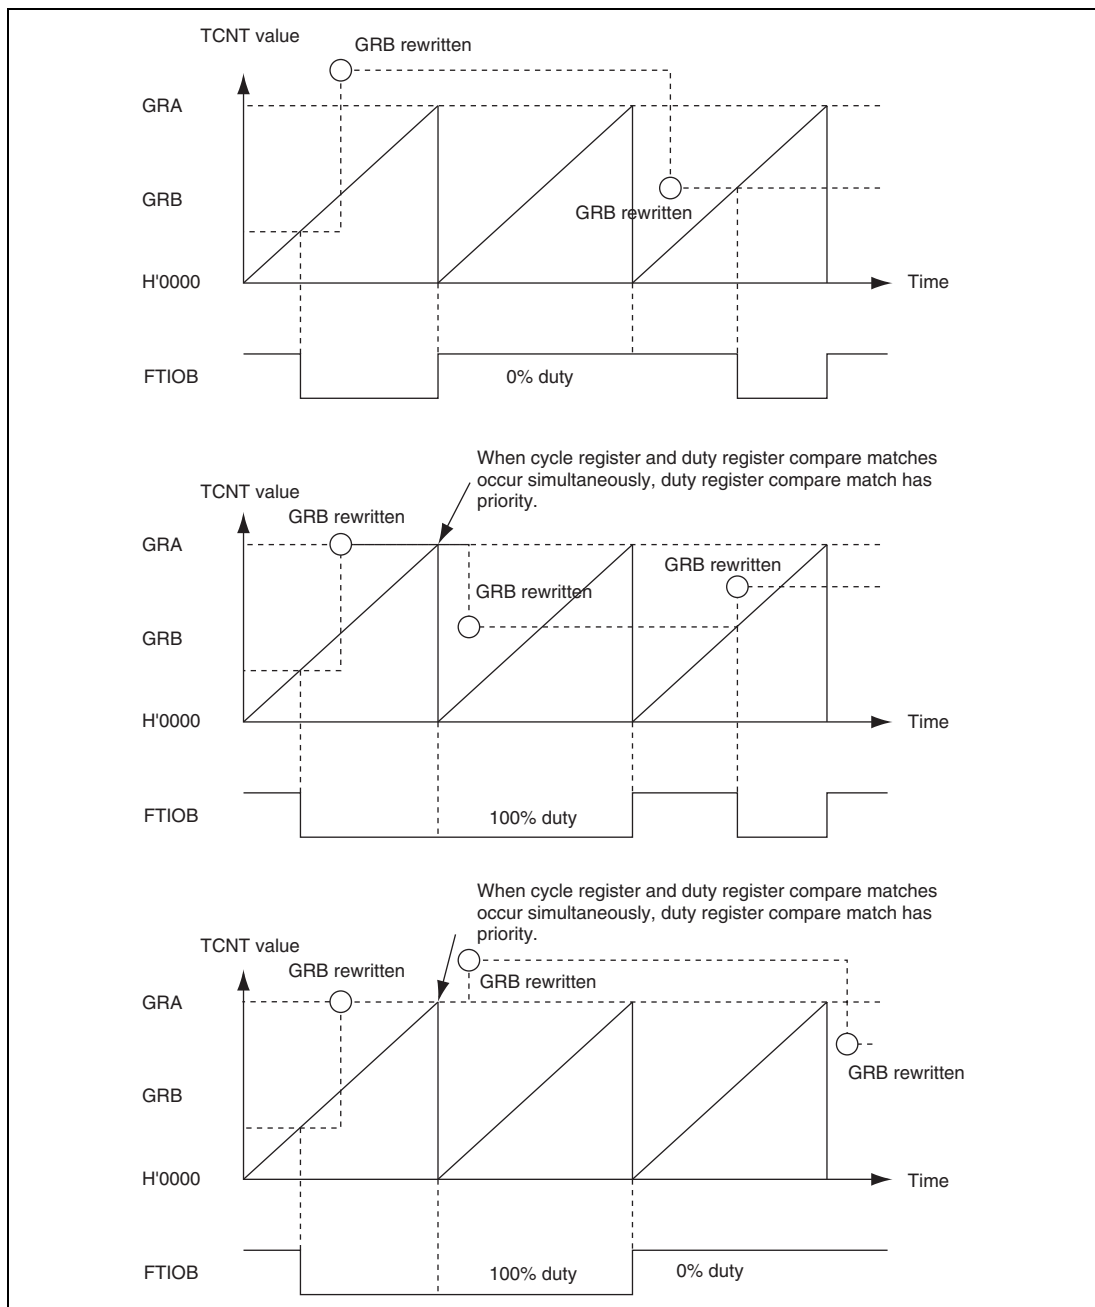 TCNT value
GRB rewritten
GRA
GRB
GRB rewritten
H'0000
Time
FTIOB
0% duty
When cycle register and duty register compare matches
occur simultaneously, duty register compare match has
priority.
TCNT value
GRB rewritten
GRA
GRB rewritten
GRB rewritten
GRB
H'0000
Time
FTIOB
100% duty
When cycle register and duty register compare matches
occur simultaneously, duty register compare match has
priority.
TCNT value
GRB rewritten
GRB rewritten
GRA
GRB rewritten
GRB
H'0000
Time
FTIOB
100% duty
0% duty